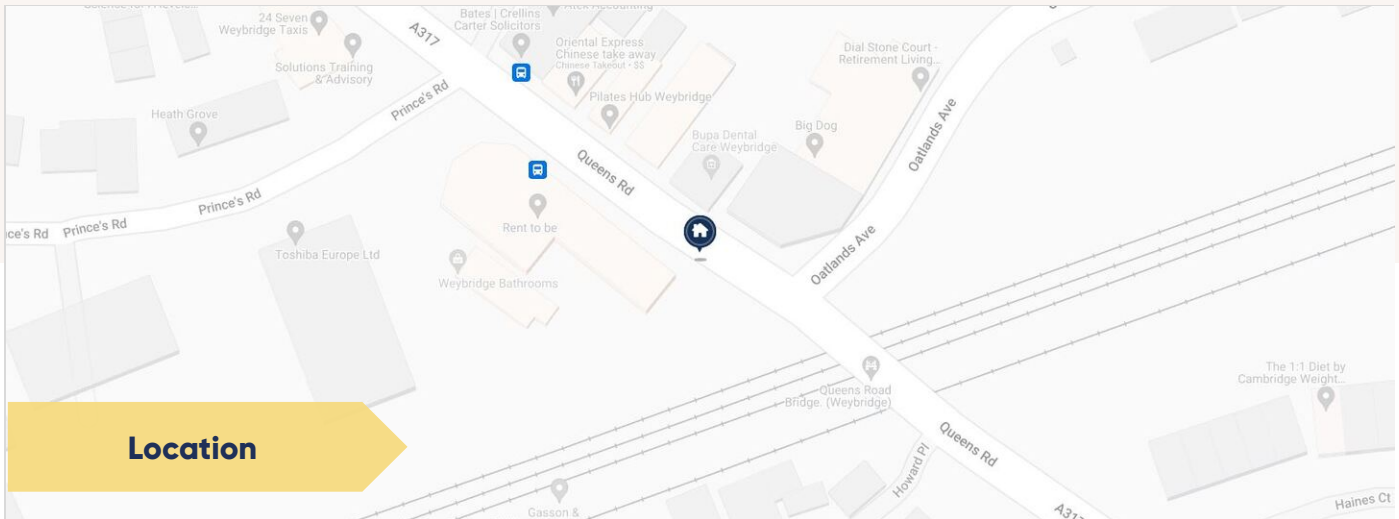 24 Seven
Weybridge Taxis
A317
Bates | Crellins
Carter Solicitors
Solutions Training
& Advisory
Oriental Express
Chinese take away
Chinese Takeout • $$
Dial Stone Court -
Retirement Living...
Pilates Hub Weybridge
Prince's Rd
Heath Grove
Big Dog
Bupa Dental
Care Weybridge
Oatlands Ave
Queens Rd
Prince's Rd
Prince's Rd
ce's Rd
Rent to be
Toshiba Europe Ltd
Weybridge Bathrooms
Oatlands Ave
Queens Road
Bridge. (Weybridge)
The 1:1 Diet by
Cambridge Weight...
Location
Queens Rd
Howard Pl
Gasson &
Haines Ct